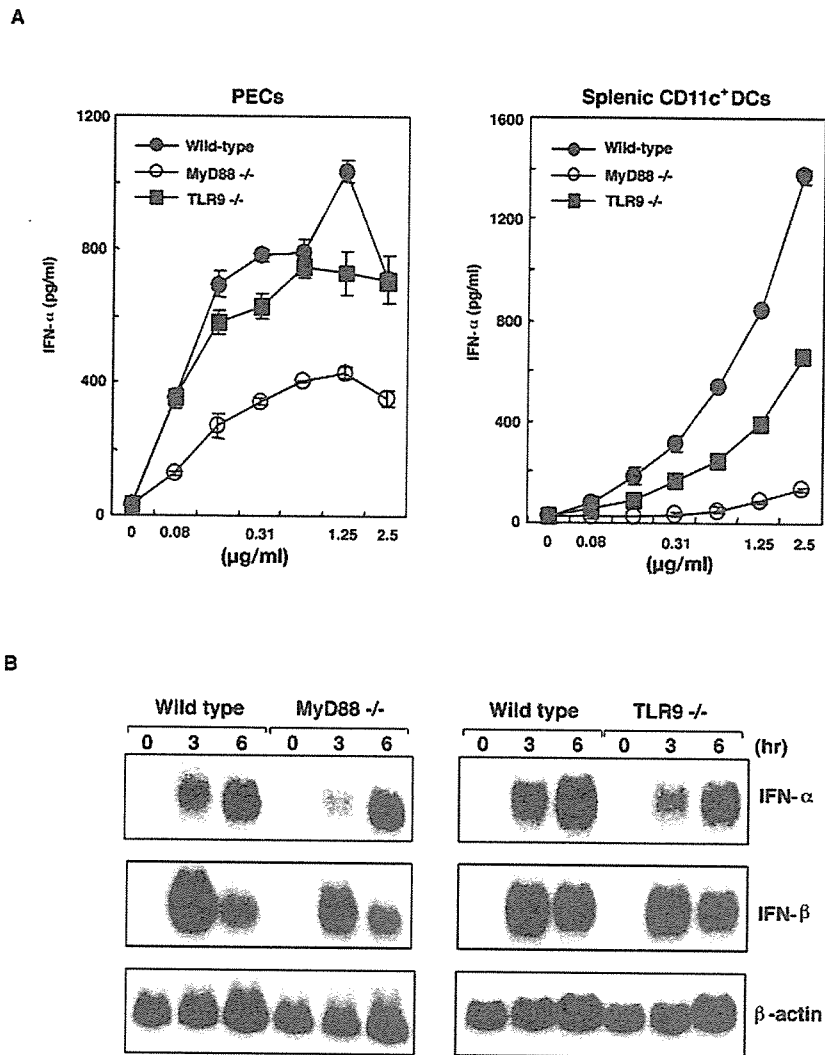 A
PECs
1200
800
400
0
IFN-α (pg/ml)
Wild-type
MyD88 -/-
TLR9 -/-
0 0.08 0.31 1.25 2.5
(μg/ml)
Splenic CD11c+ DCs
1600
1200
800
400
0
IFN-α (pg/ml)
Wild-type
MyD88 -/-
TLR9 -/-
0 0.08 0.31 1.25 2.5
(μg/ml)
B
Wild type MyD88 -/- Wild type TLR9 -/-
0 3 6 0 3 6 0 3 6 0 3 6 (hr)
IFN-α
IFN-β
β-actin